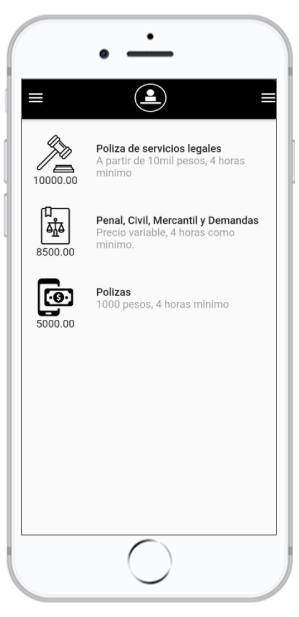 Poliza de servicios legales
A partir de 10mil pesos, 4 horas
minimo
10000.00
Penal, Civil, Mercantil y Demandas
Precio variable, 4 horas como
minimo.
8500.00
Polizas
1000 pesos, 4 horas minimo
5000.00